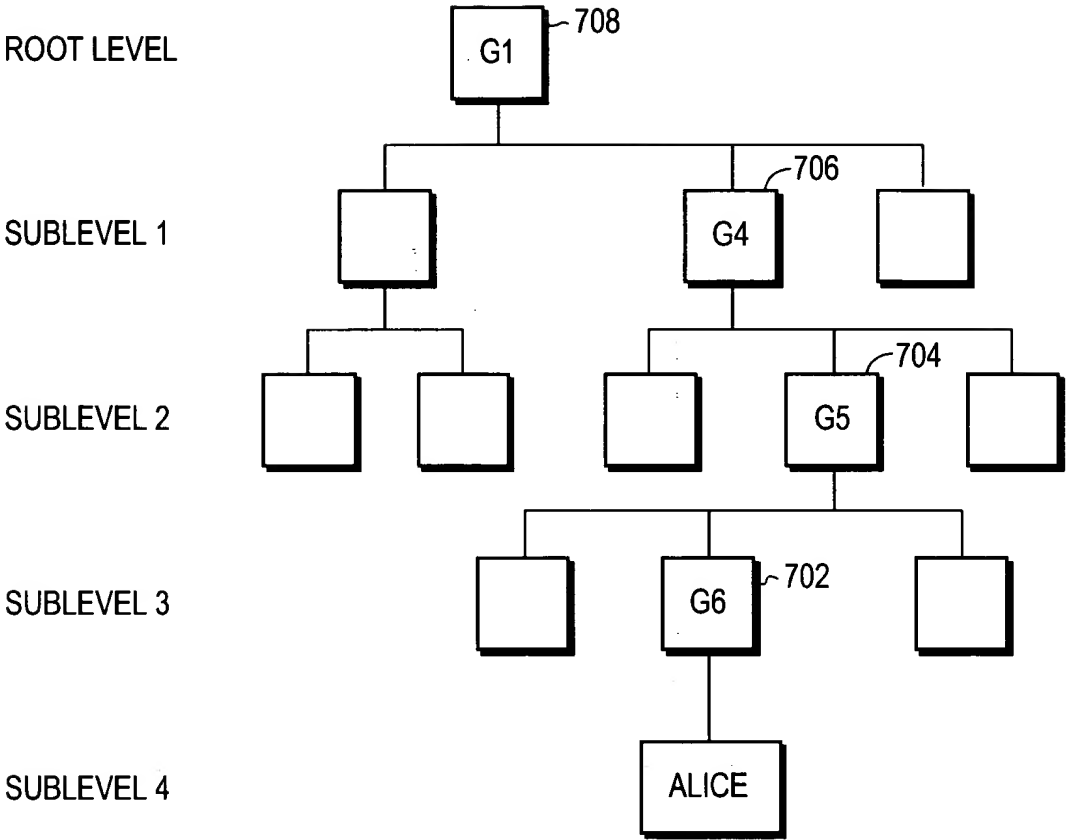 ROOT LEVEL
G1
708
SUBLEVEL 1
G4
706
SUBLEVEL 2
G5
704
SUBLEVEL 3
G6
702
SUBLEVEL 4
ALICE